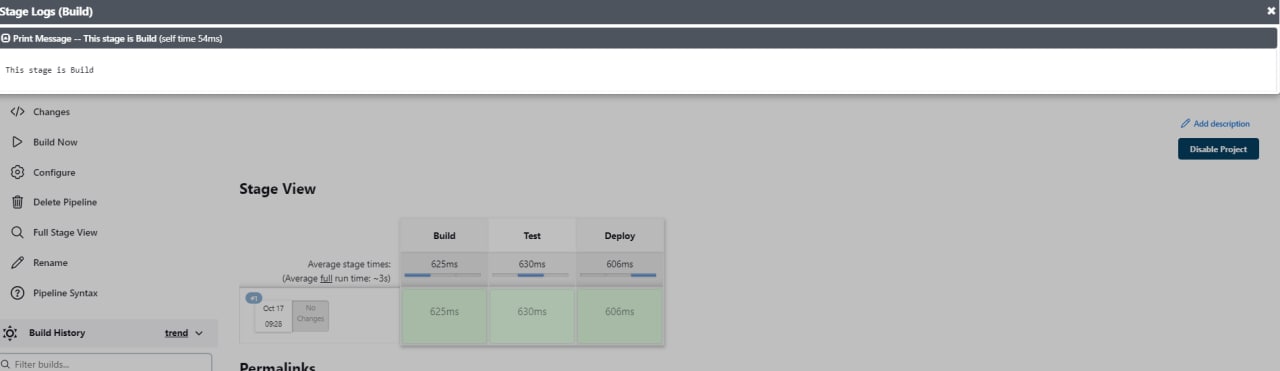 Stage Logs (Build)
Print Message -- This stage is Build (self time 54ms)
This stage is Build
Changes
Build Now
Configure
Delete Pipeline
Full Stage View
Rename
Pipeline Syntax
Build History trend
Filter builds...
Add description
Disable Project
Stage View
Build Test Deploy
Average stage times: 625ms 630ms 606ms
(Average full run time: ~3s)
#1
Oct 17 No
09:28 Changes
625ms 630ms 606ms
Permalinks